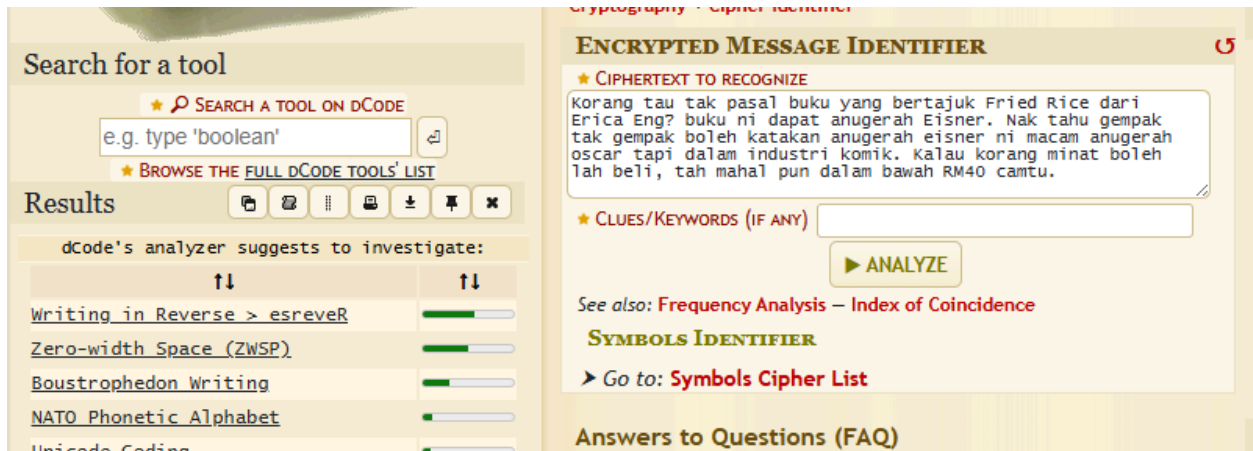 Cryptography • Cipher Identifier
Search for a tool
★ SEARCH A TOOL ON DCODE
e.g. type 'boolean'
★ BROWSE THE FULL DCODE TOOLS' LIST
Results
dCode's analyzer suggests to investigate:
↑↓ ↑↓
Writing in Reverse > esreveR
Zero-width Space (ZWSP)
Boustrophedon Writing
NATO Phonetic Alphabet
Unicode Coding
ENCRYPTED MESSAGE IDENTIFIER
★ CIPHERTEXT TO RECOGNIZE
Korang tau tak pasal buku yang bertajuk Fried Rice dari
Erica Eng? buku ni dapat anugerah Eisner. Nak tahu gempak
tak gempak boleh katakan anugerah eisner ni macam anugerah
oscar tapi dalam industri komik. Kalau korang minat boleh
lah beli, tah mahal pun dalam bawah RM40 camtu.
★ CLUES/KEYWORDS (IF ANY)
▶ ANALYZE
See also: Frequency Analysis – Index of Coincidence
SYMBOLS IDENTIFIER
➤ Go to: Symbols Cipher List
Answers to Questions (FAQ)